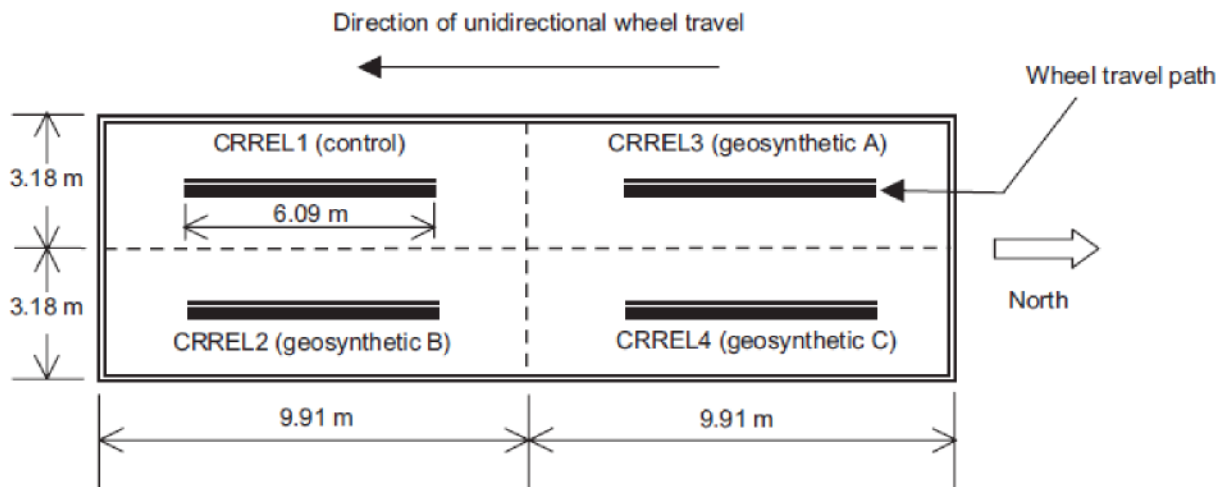 Direction of unidirectional wheel travel
Wheel travel path
CRREL1 (control)
CRREL3 (geosynthetic A)
3.18 m
6.09 m
3.18 m
North
CRREL2 (geosynthetic B)
CRREL4 (geosynthetic C)
9.91 m
9.91 m